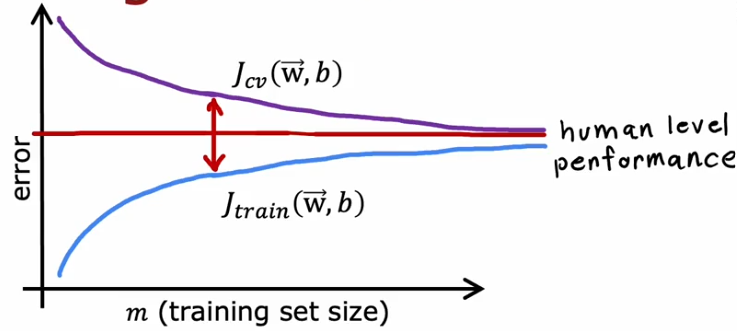 J_cv(w⃗, b)
human level
performance
error
J_train(w⃗, b)
m (training set size)